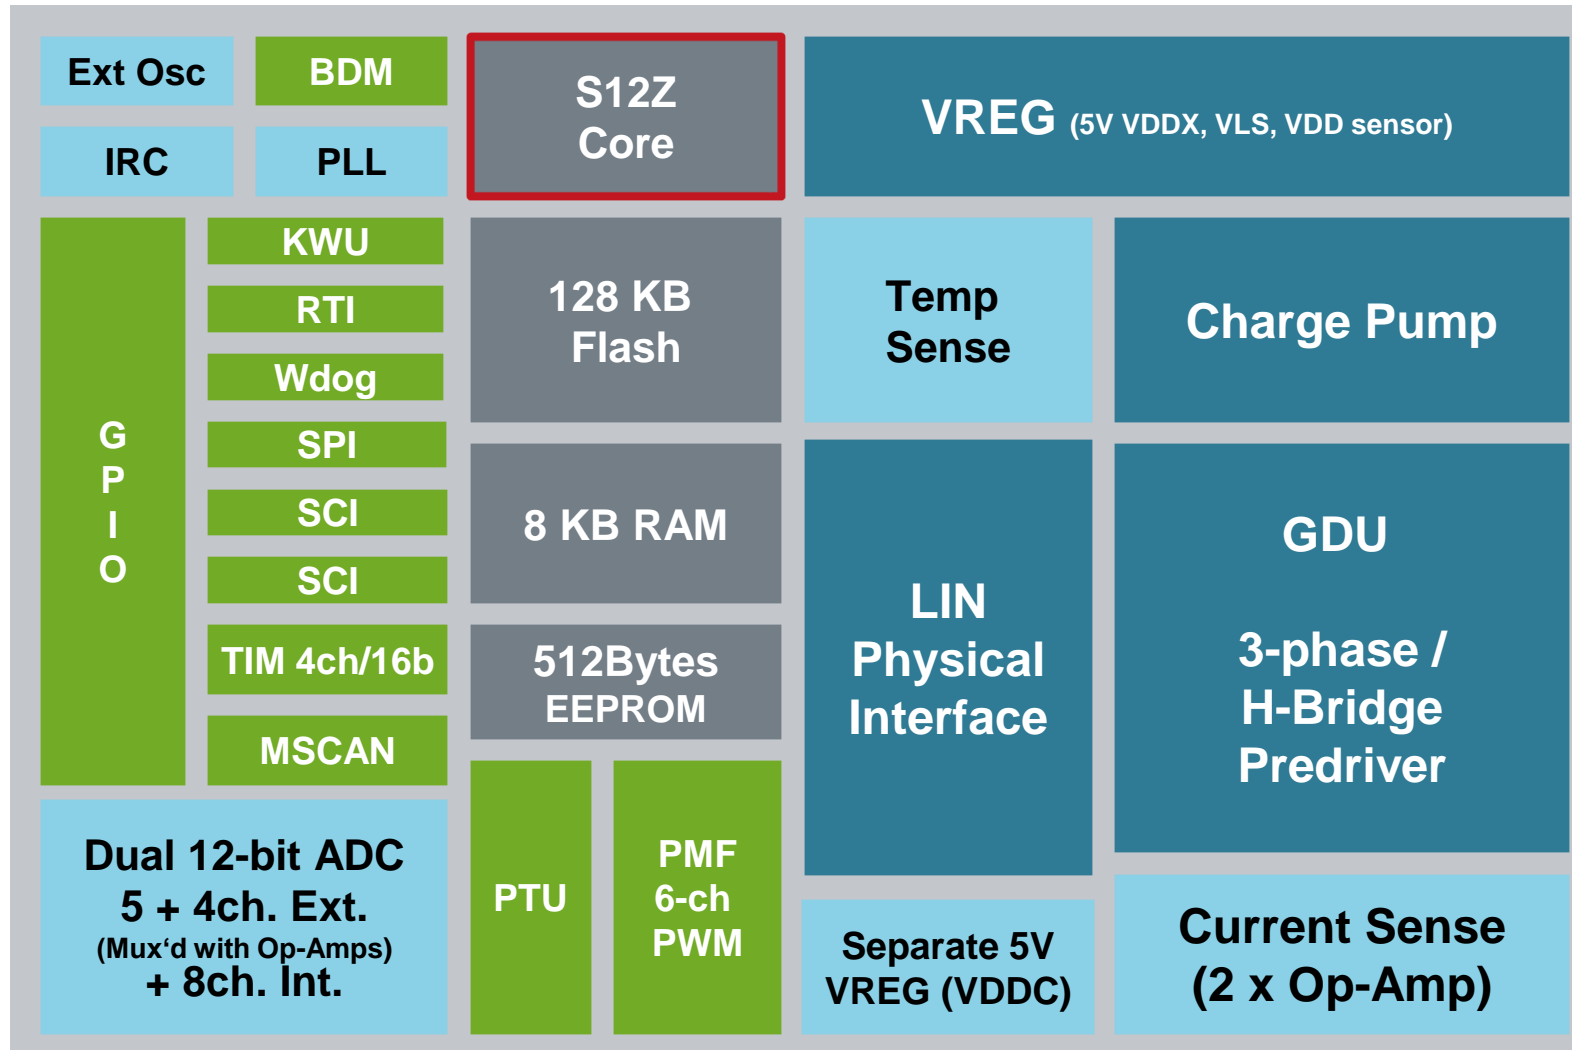 Ext Osc
BDM
IRC
PLL
S12Z
Core
VREG (5V VDDX, VLS, VDD sensor)
G
P
I
O
KWU
RTI
Wdog
SPI
SCI
SCI
TIM 4ch/16b
MSCAN
128 KB
Flash
8 KB RAM
512Bytes
EEPROM
Temp
Sense
Charge Pump
LIN
Physical
Interface
GDU
3-phase /
H-Bridge
Predriver
Dual 12-bit ADC
5 + 4ch. Ext.
(Mux‘d with Op-Amps)
+ 8ch. Int.
PTU
PMF
6-ch
PWM
Separate 5V
VREG (VDDC)
Current Sense
(2 x Op-Amp)